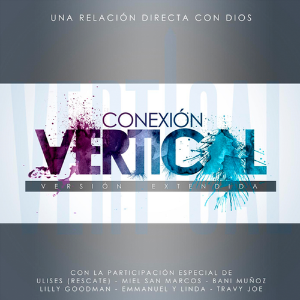 UNA RELACIÓN DIRECTA CON DIOS
VERTICAL
CONEXIÓN
VERTICAL
VERSIÓN EXTENDIDA
CON LA PARTICIPACIÓN ESPECIAL DE
ULISES (RESCATE) - MIEL SAN MARCOS - BANI MUÑOZ
LILLY GOODMAN - EMMANUEL Y LINDA - TRAVY JOE